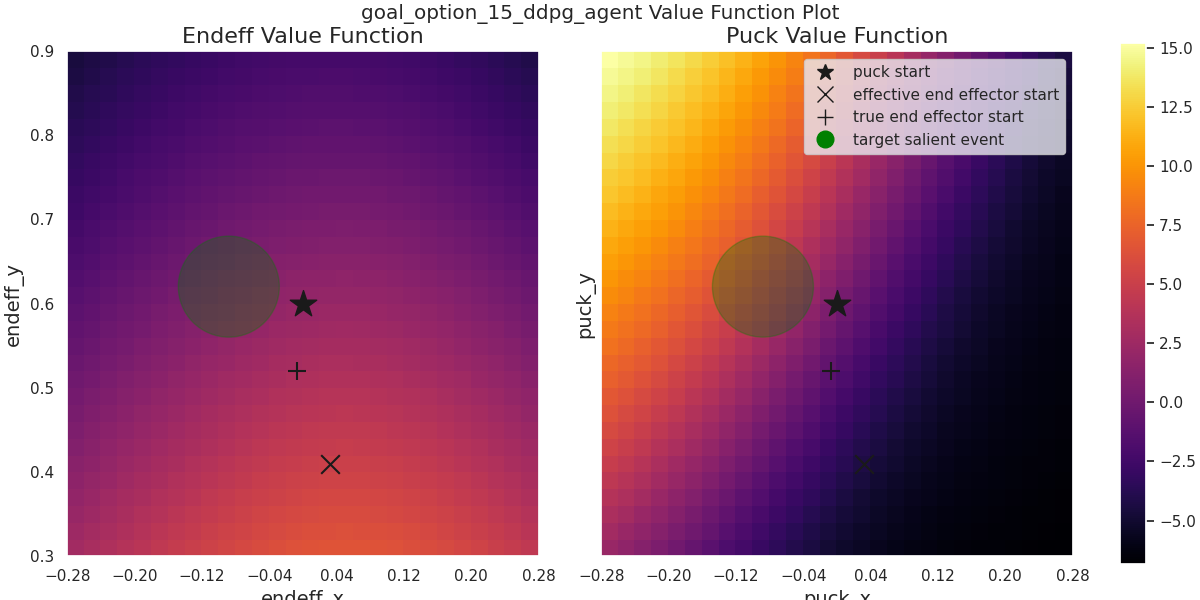 goal_option_15_ddpg_agent Value Function Plot
Endeff Value Function
Puck Value Function
0.9
0.8
0.7
0.6
0.5
0.4
0.3
endeff_y
−0.28 −0.20 −0.12 −0.04 0.04 0.12 0.20 0.28
endeff_x
puck_y
puck start
effective end effector start
true end effector start
target salient event
−0.28 −0.20 −0.12 −0.04 0.04 0.12 0.20 0.28
puck_x
15.0
12.5
10.0
7.5
5.0
2.5
0.0
−2.5
−5.0